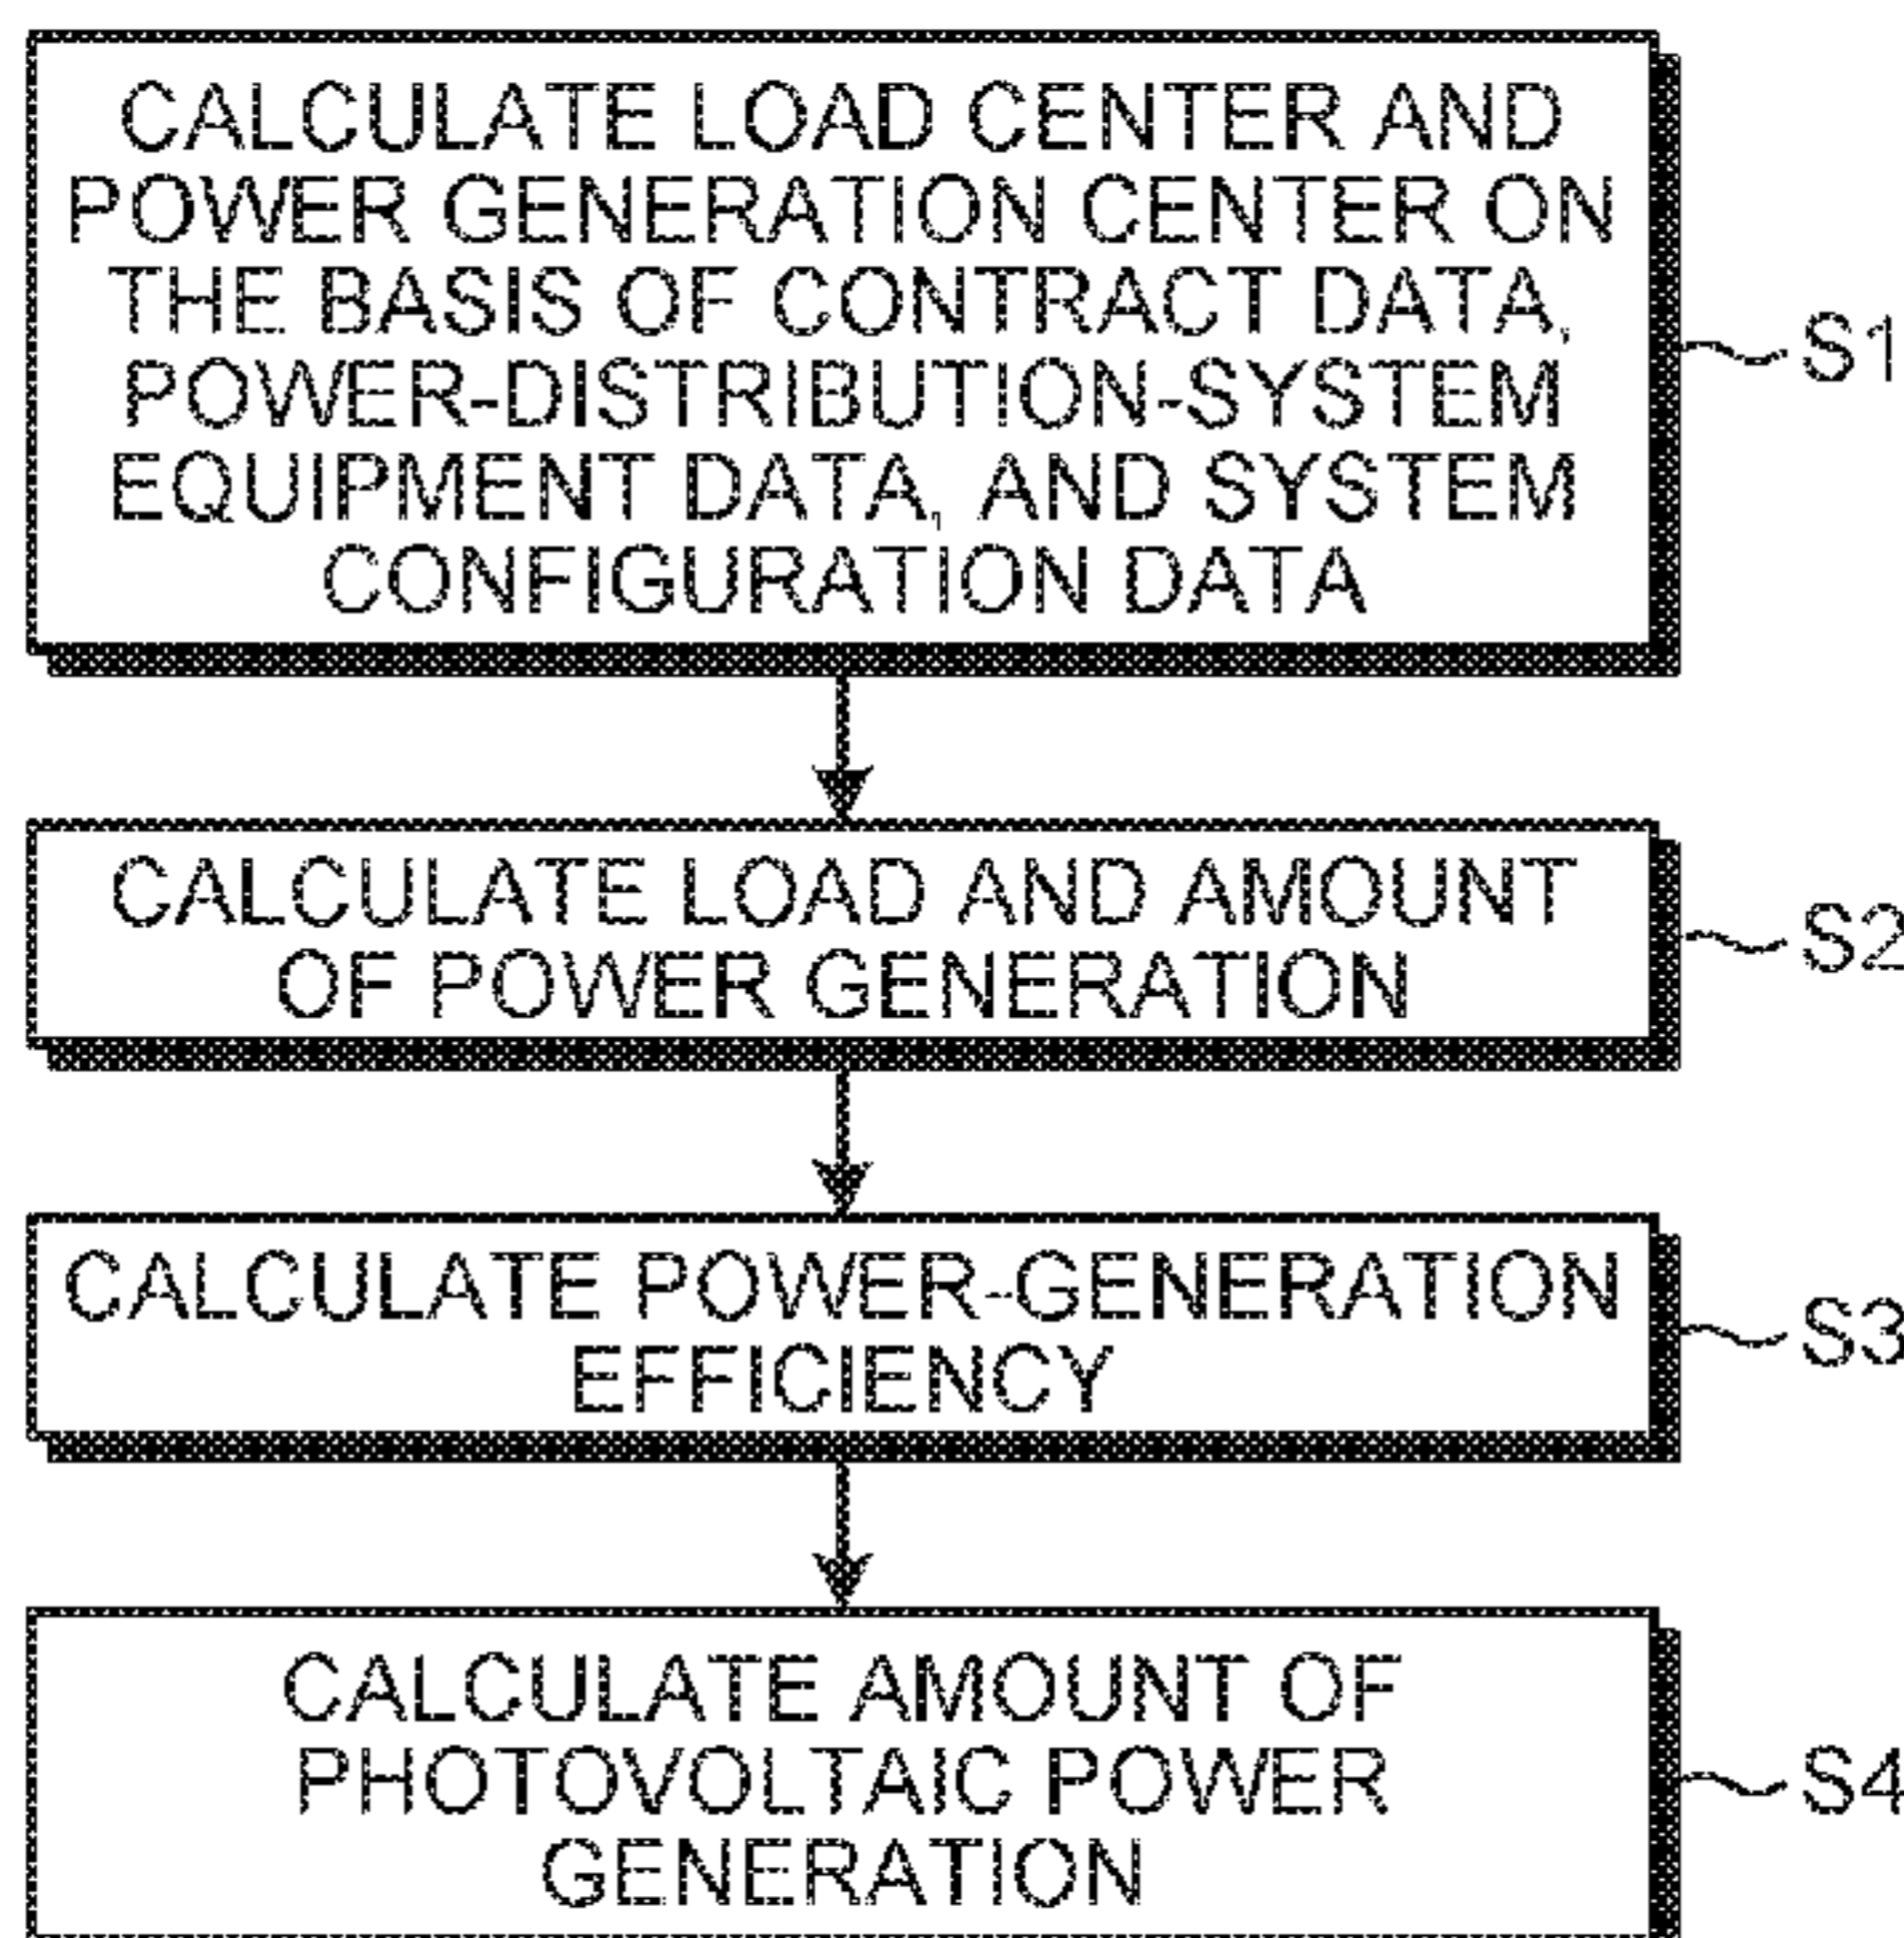 CALCULATE LOAD CENTER AND
POWER GENERATION CENTER ON
THE BASIS OF CONTRACT DATA,
POWER-DISTRIBUTION-SYSTEM
EQUIPMENT DATA, AND SYSTEM
CONFIGURATION DATA
S1
CALCULATE LOAD AND AMOUNT
OF POWER GENERATION
S2
CALCULATE POWER-GENERATION
EFFICIENCY
S3
CALCULATE AMOUNT OF
PHOTOVOLTAIC POWER
GENERATION
S4